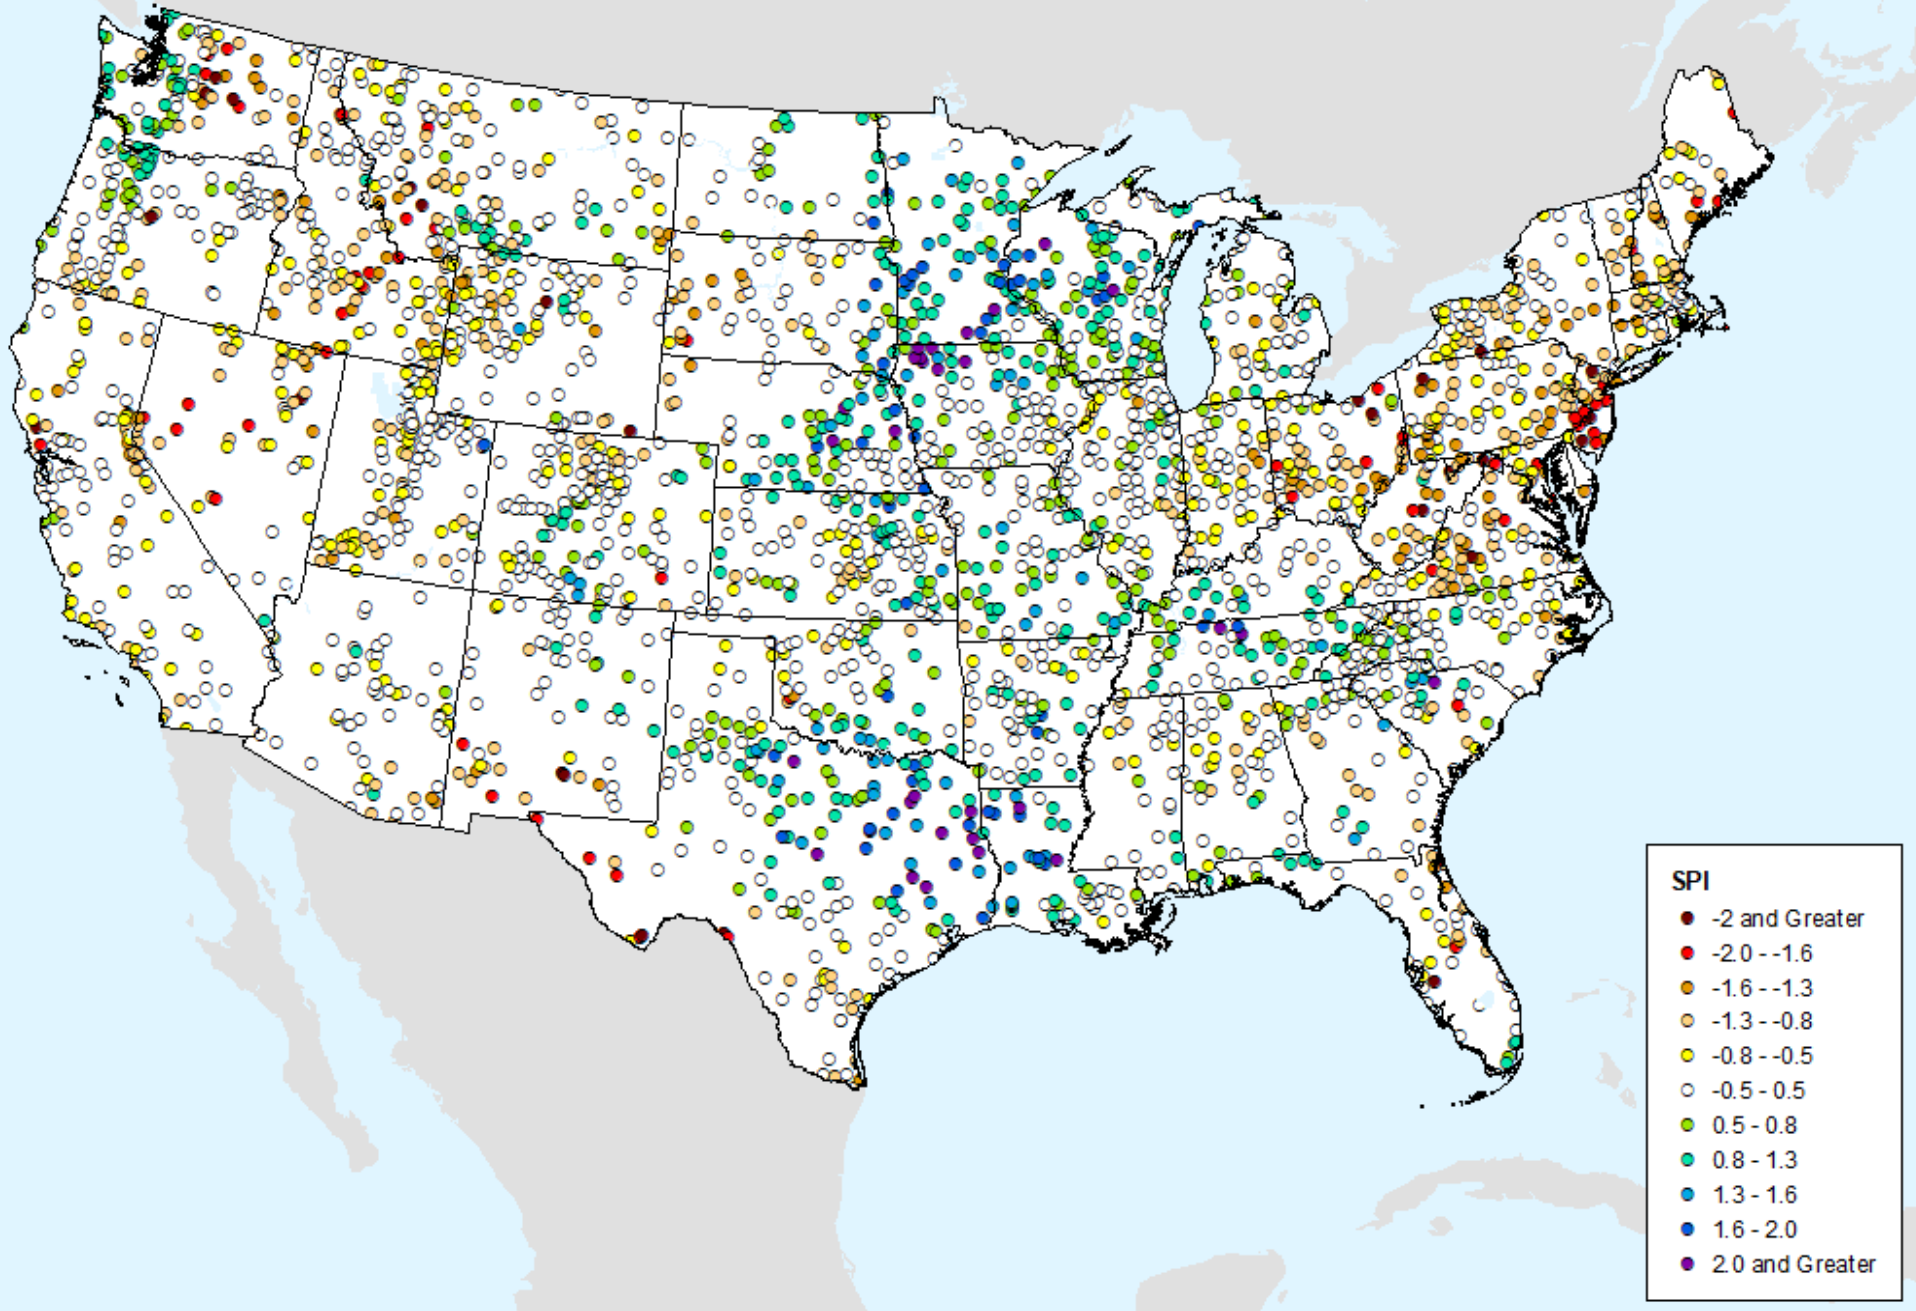 SPI
-2 and Greater
-2.0 - -1.6
-1.6 - -1.3
-1.3 - -0.8
-0.8 - -0.5
-0.5 - 0.5
0.5 - 0.8
0.8 - 1.3
1.3 - 1.6
1.6 - 2.0
2.0 and Greater